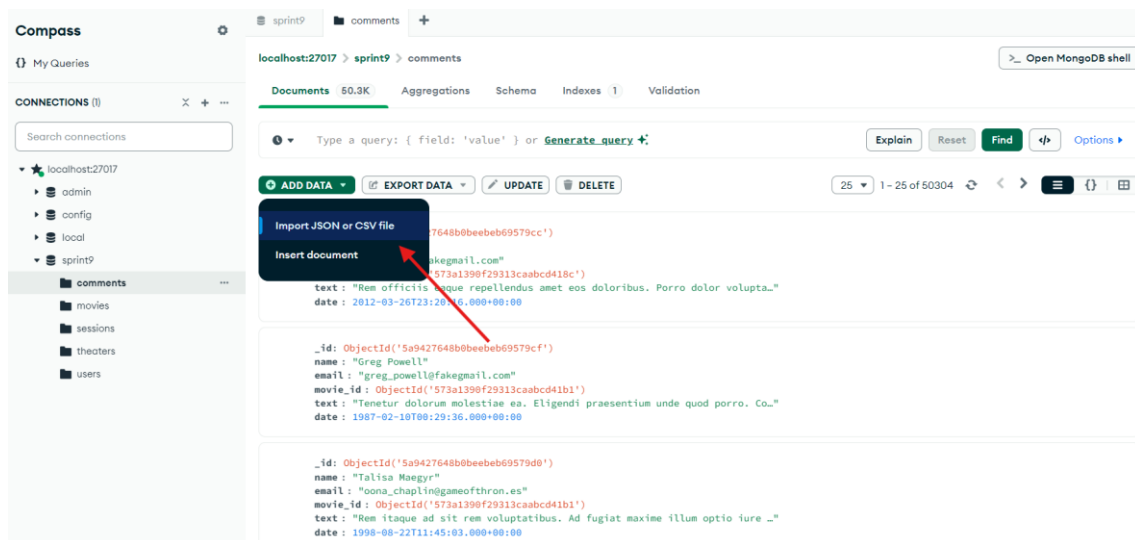 Compass
My Queries
CONNECTIONS (1)
Search connections
localhost:27017
admin
config
local
sprint9
comments
movies
sessions
theaters
users
sprint9
comments
localhost:27017 > sprint9 > comments
>_ Open MongoDB shell
Documents 50.3K Aggregations Schema Indexes 1 Validation
Type a query: { field: 'value' } or Generate query
Explain Reset Find </> Options
ADD DATA EXPORT DATA UPDATE DELETE
25 1 – 25 of 50304
Import JSON or CSV file
Insert document
7648b0beebeb69579cc')
akegmail.com"
'573a1390f29313caabcd418c')
text : "Rem officiis eaque repellendus amet eos doloribus. Porro dolor volupta…"
date : 2012-03-26T23:20:16.000+00:00
_id: ObjectId('5a9427648b0beebeb69579cf')
name : "Greg Powell"
email : "greg_powell@fakegmail.com"
movie_id : ObjectId('573a1390f29313caabcd41b1')
text : "Tenetur dolorum molestiae ea. Eligendi praesentium unde quod porro. Co…"
date : 1987-02-10T00:29:36.000+00:00
_id: ObjectId('5a9427648b0beebeb69579d0')
name : "Talisa Maegyr"
email : "oona_chaplin@gameofthron.es"
movie_id : ObjectId('573a1390f29313caabcd41b1')
text : "Rem itaque ad sit rem voluptatibus. Ad fugiat maxime illum optio iure …"
date : 1998-08-22T11:45:03.000+00:00